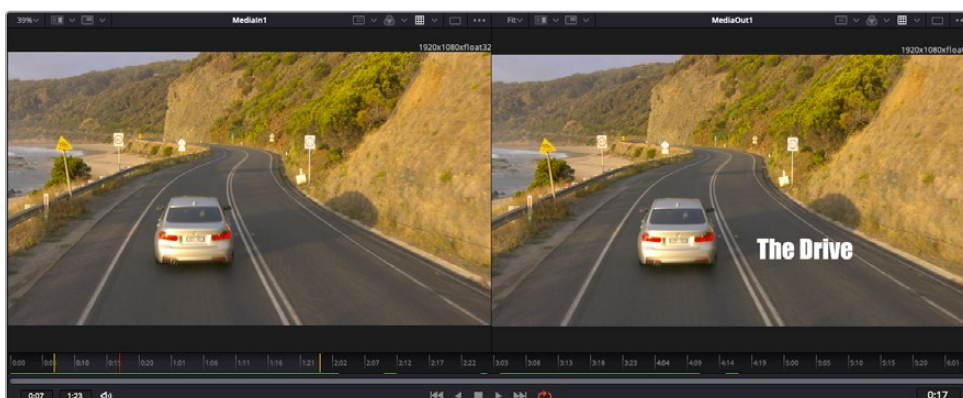 39% MediaIn1 Fit MediaOut1
1920x1080xfloat32 1920x1080xfloat
The Drive
0:00 0:10 0:20 1:01 1:06 1:11 1:16 1:21 2:02 2:07 2:12 2:17 2:22 3:03 3:08 3:13 3:18 3:23 4:04 4:09 4:14 4:19 5:00 5:05 5:10 5:15 5:20 6:01
0:07 1:23 0:17